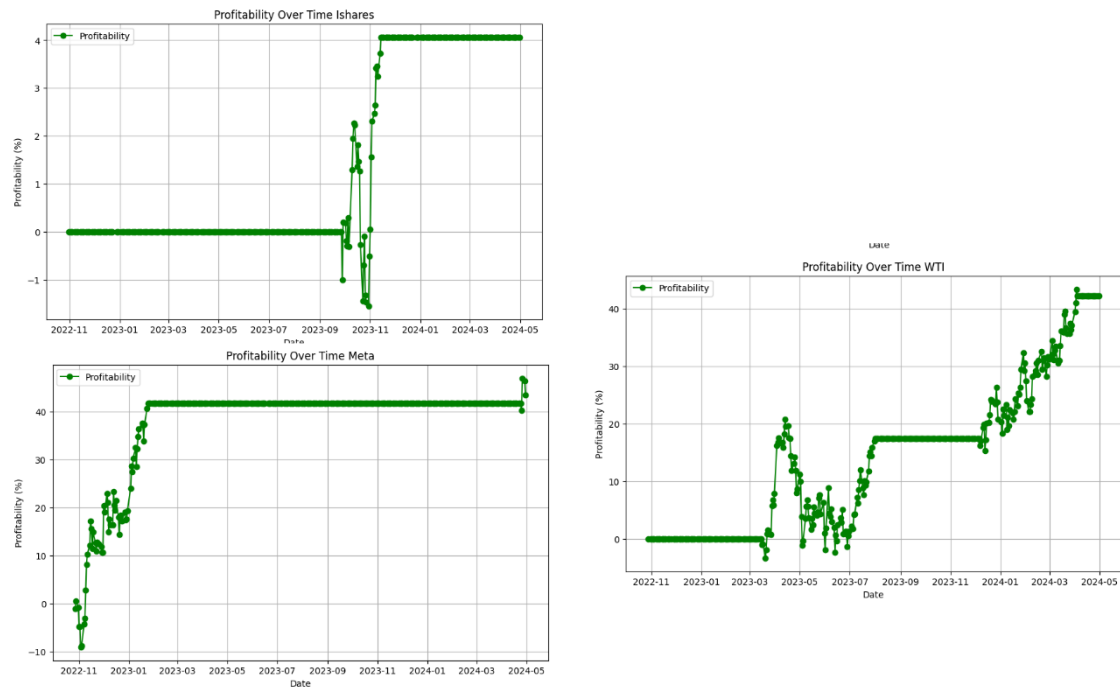 Profitability Over Time Ishares
Profitability
Profitability (%)
4
3
2
1
0
−1
2022-11 2023-01 2023-03 2023-05 2023-07 2023-09 2023-11 2024-01 2024-03 2024-05
Date
Profitability Over Time Meta
Profitability
Profitability (%)
40
30
20
10
0
−10
2022-11 2023-01 2023-03 2023-05 2023-07 2023-09 2023-11 2024-01 2024-03 2024-05
Date
Date
Profitability Over Time WTI
Profitability
Profitability (%)
40
30
20
10
0
2022-11 2023-01 2023-03 2023-05 2023-07 2023-09 2023-11 2024-01 2024-03 2024-05
Date